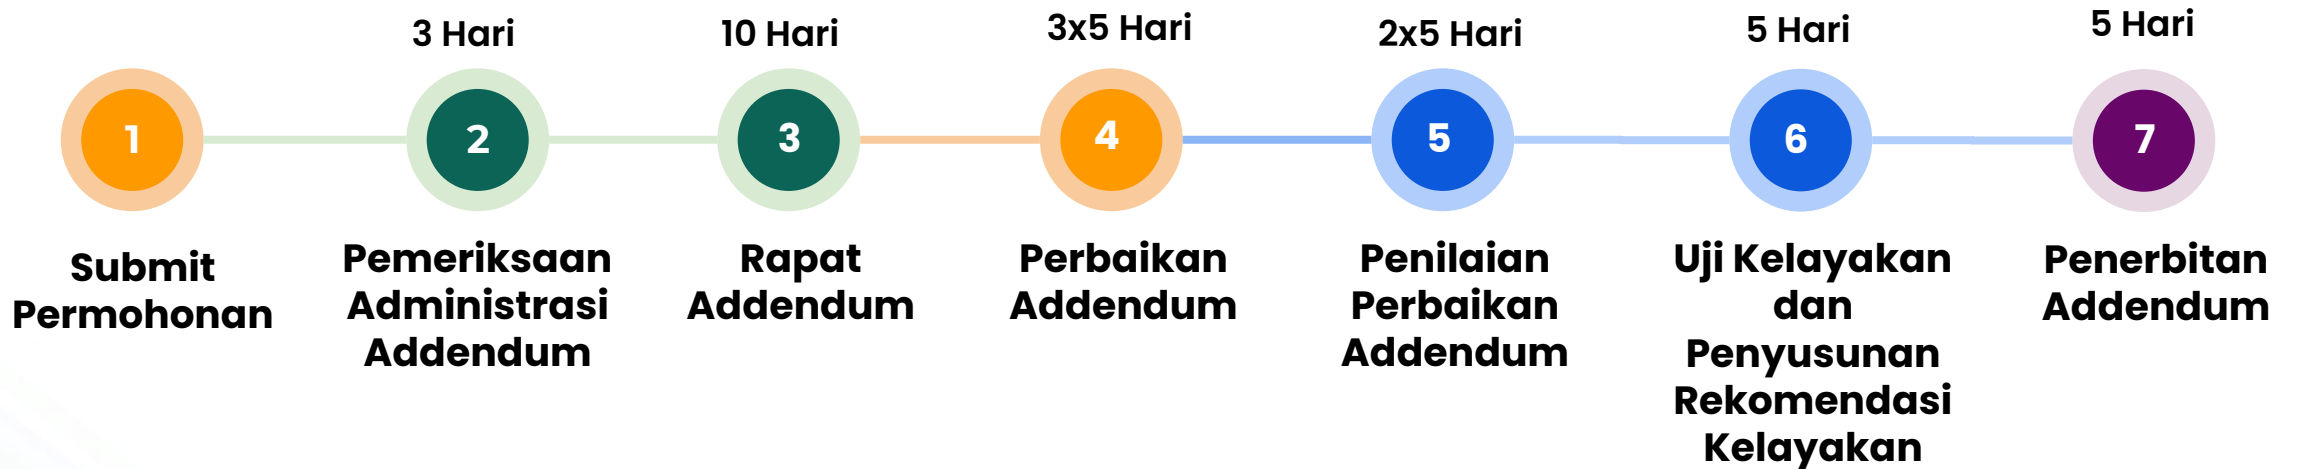 3 Hari
10 Hari
3x5 Hari
2x5 Hari
5 Hari
5 Hari
1
2
3
4
5
6
7
Submit
Permohonan
Pemeriksaan
Administrasi
Addendum
Rapat
Addendum
Perbaikan
Addendum
Penilaian
Perbaikan
Addendum
Uji Kelayakan
dan
Penyusunan
Rekomendasi
Kelayakan
Penerbitan
Addendum